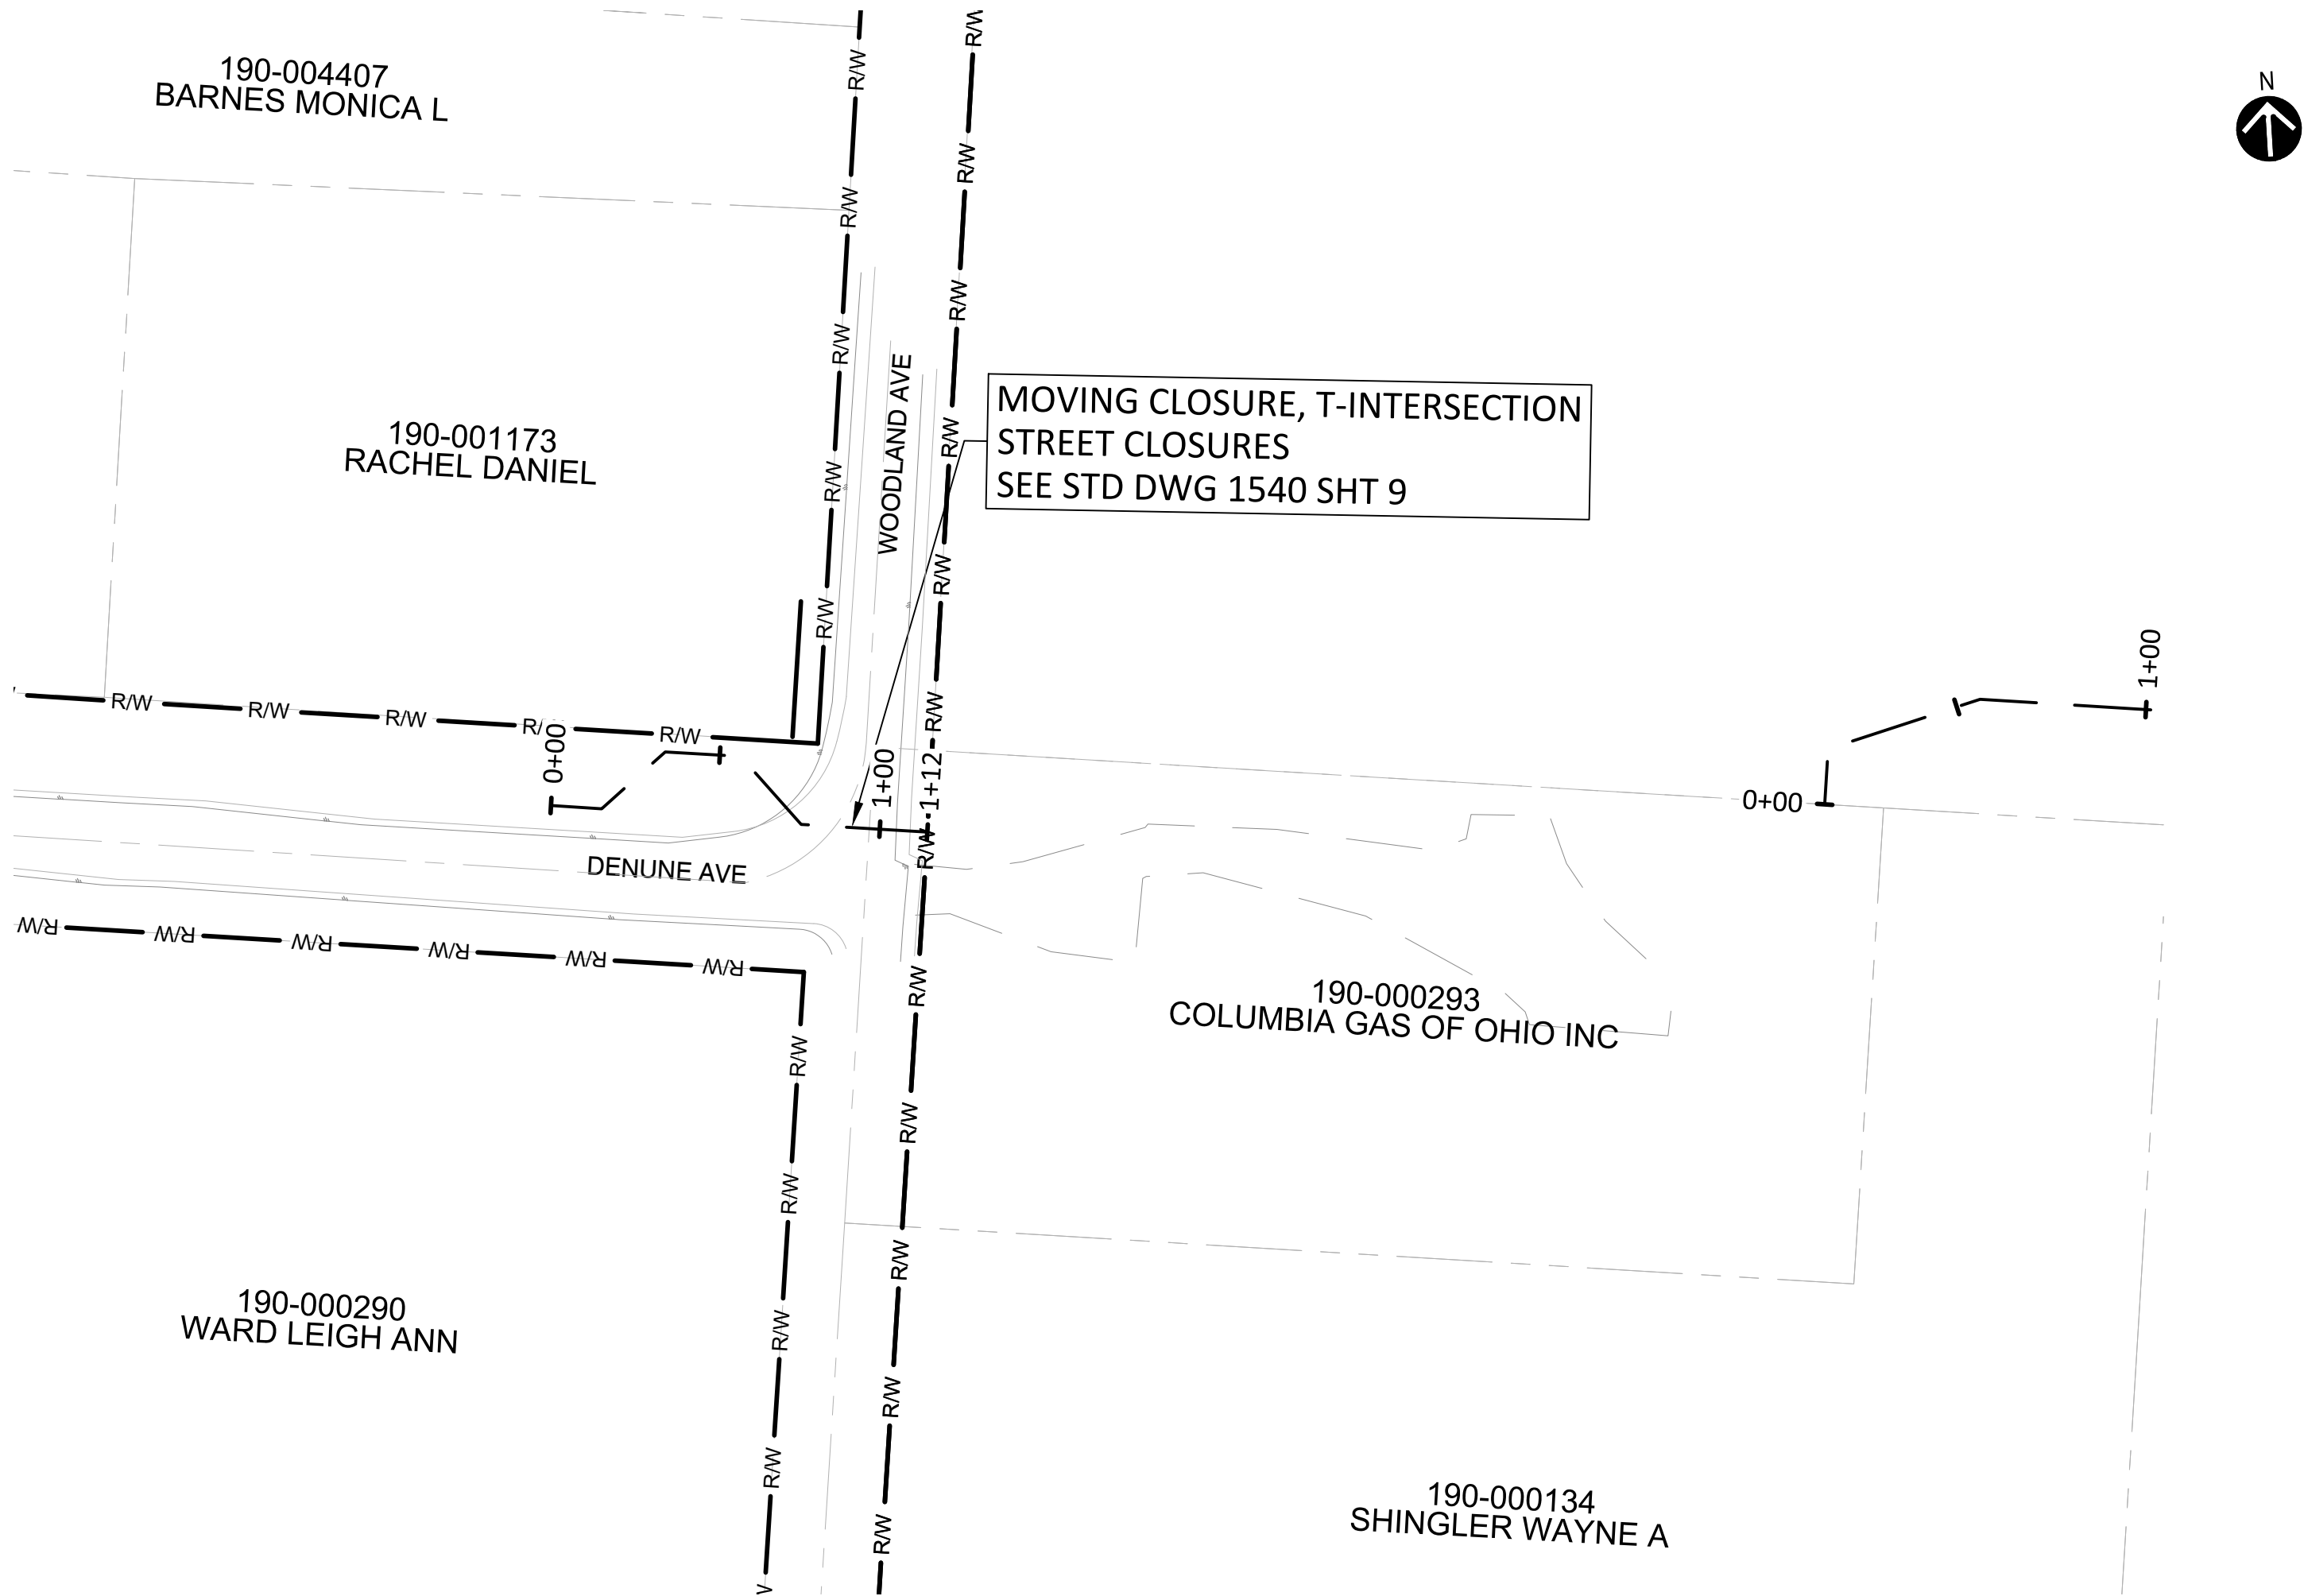 190-004407
BARNES MONICA L
N
R/W
R/W
R/W
R/W
R/W
R/W
R/W
R/W
R/W
R/W
R/W
R/W
R/W
R/W
WOODLAND AVE
MOVING CLOSURE, T-INTERSECTION
STREET CLOSURES
SEE STD DWG 1540 SHT 9
190-001173
RACHEL DANIEL
R/W
R/W
R/W
R/
R/W
0+00
1+00
1+12
0+00
1+00
DENUNE AVE
R/W
R/W
R/W
R/W
R/W
R/W
190-000293
COLUMBIA GAS OF OHIO INC
R/W
R/W
R/W
R/W
R/W
R/W
R/W
R/W
190-000290
WARD LEIGH ANN
190-000134
SHINGLER WAYNE A